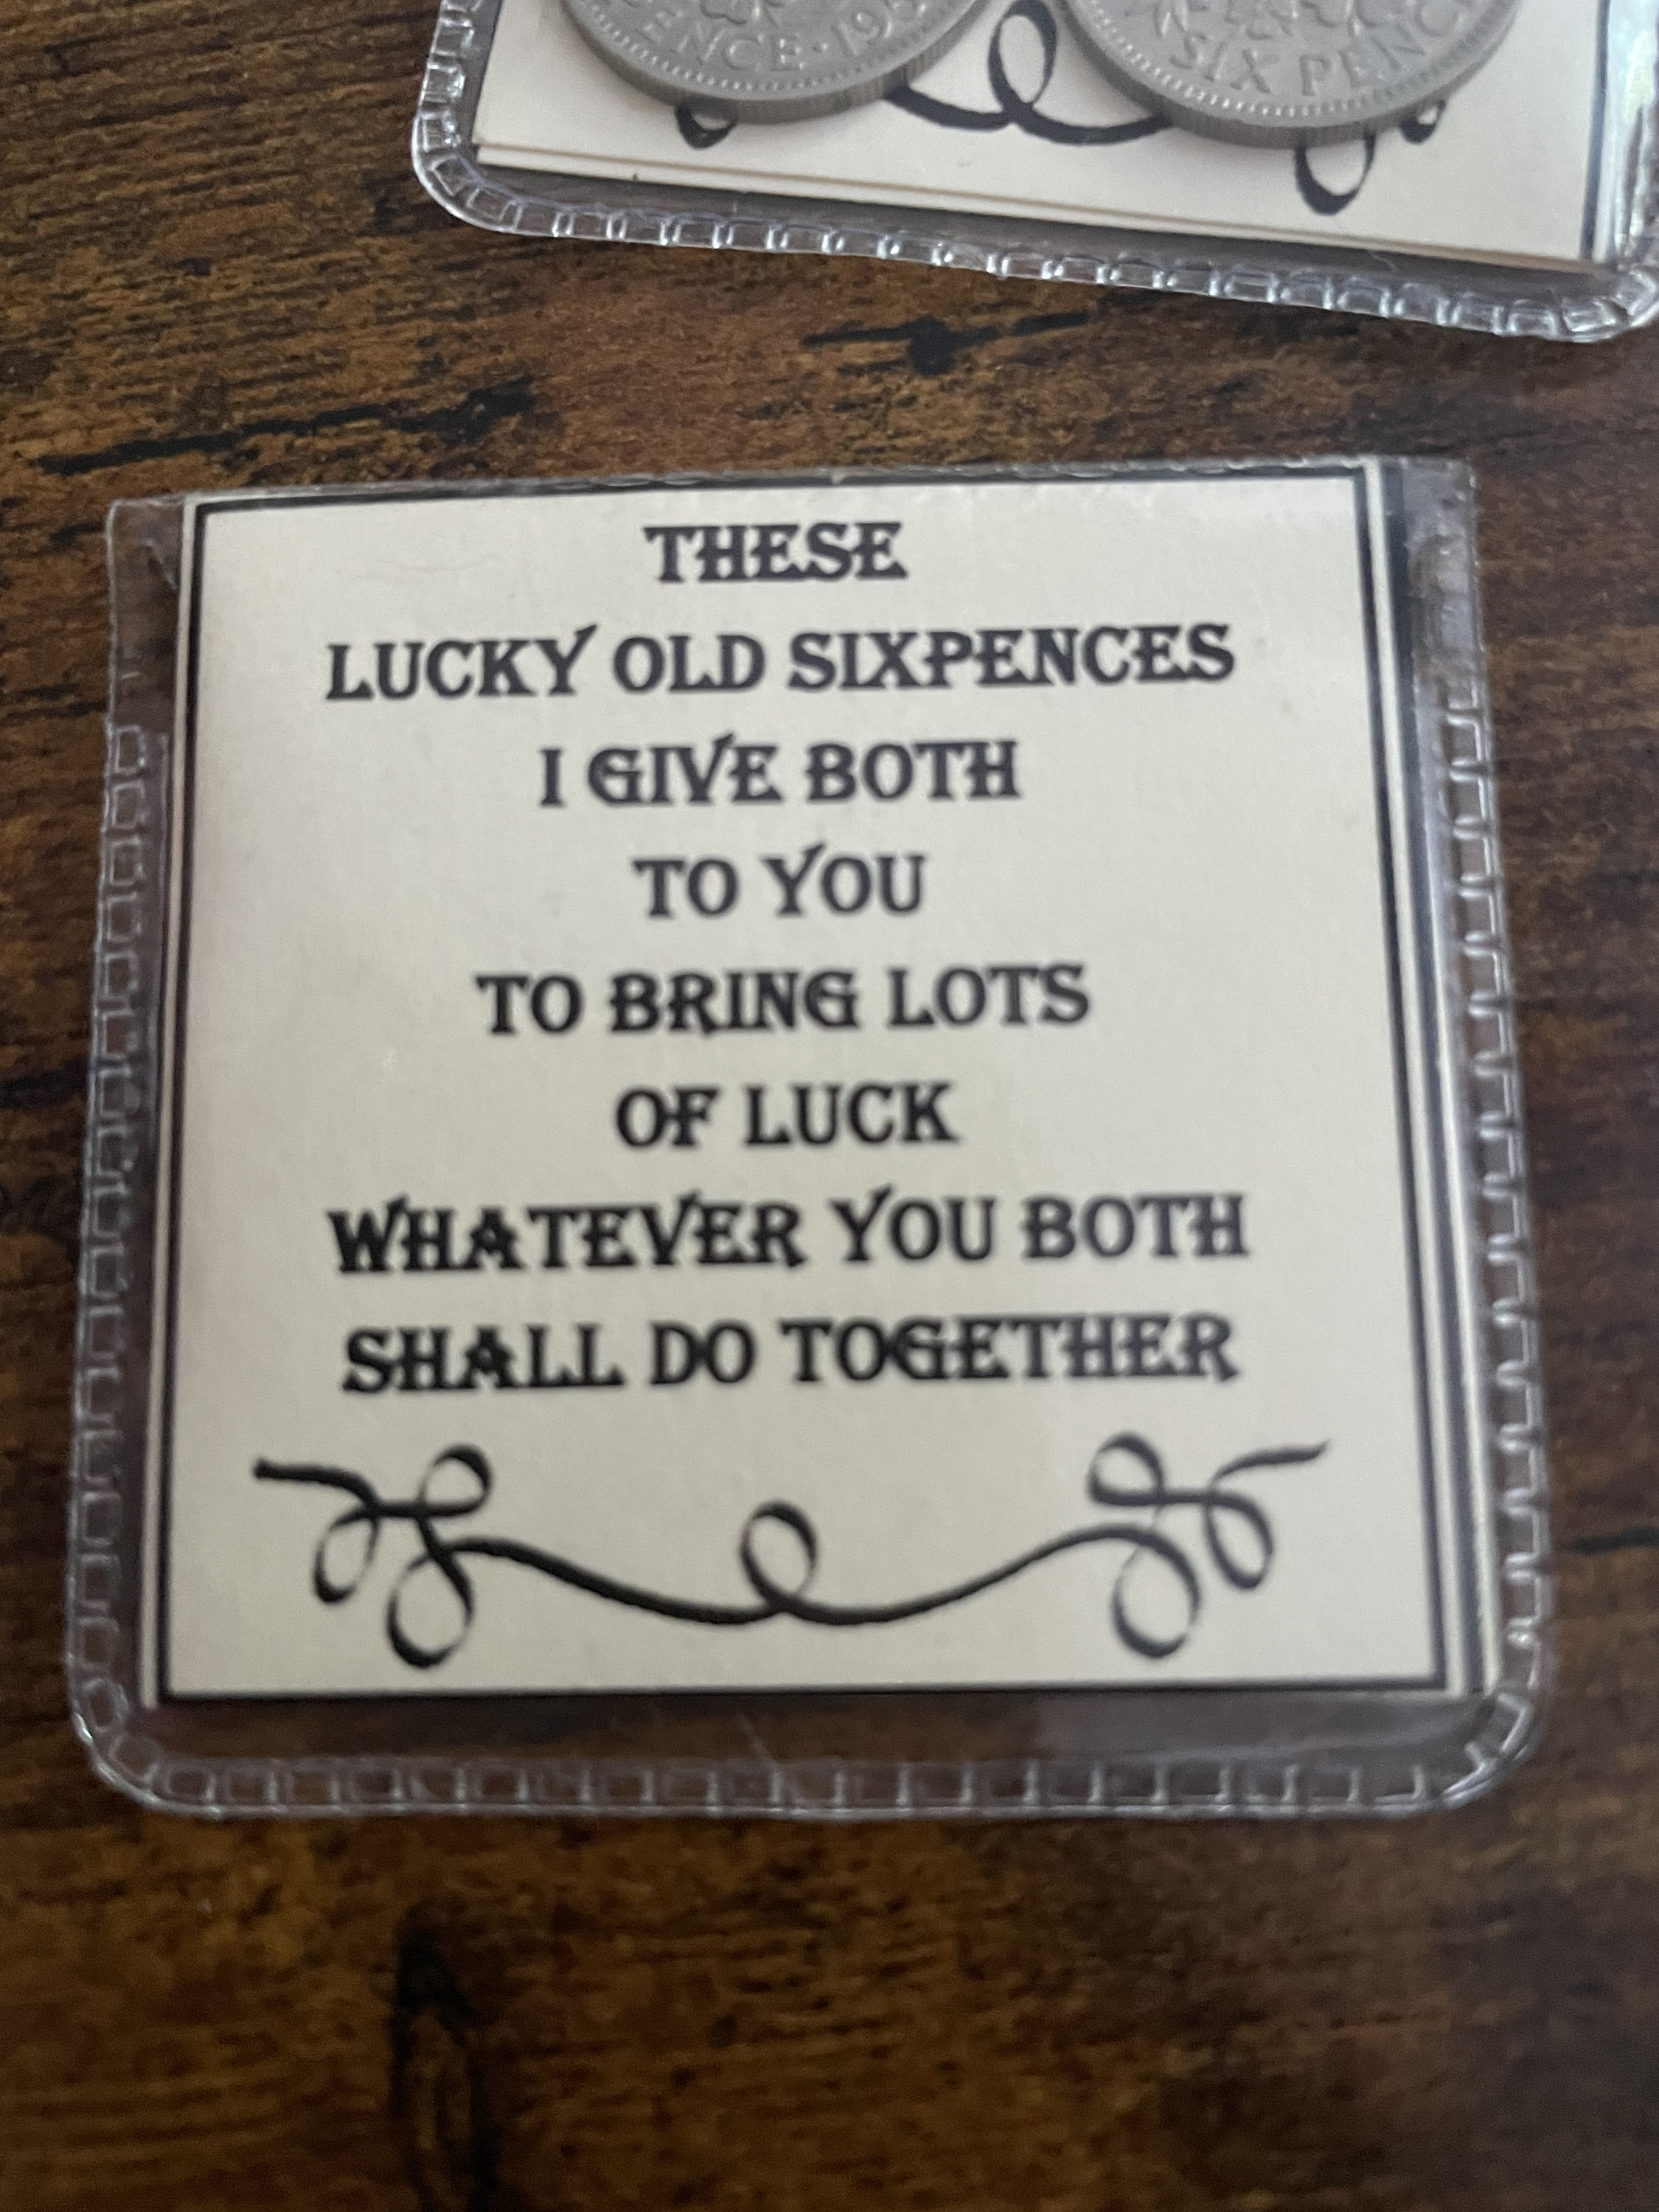 SIX PENCE
THESE
LUCKY OLD SIXPENCES
I GIVE BOTH
TO YOU
TO BRING LOTS
OF LUCK
WHATEVER YOU BOTH
SHALL DO TOGETHER